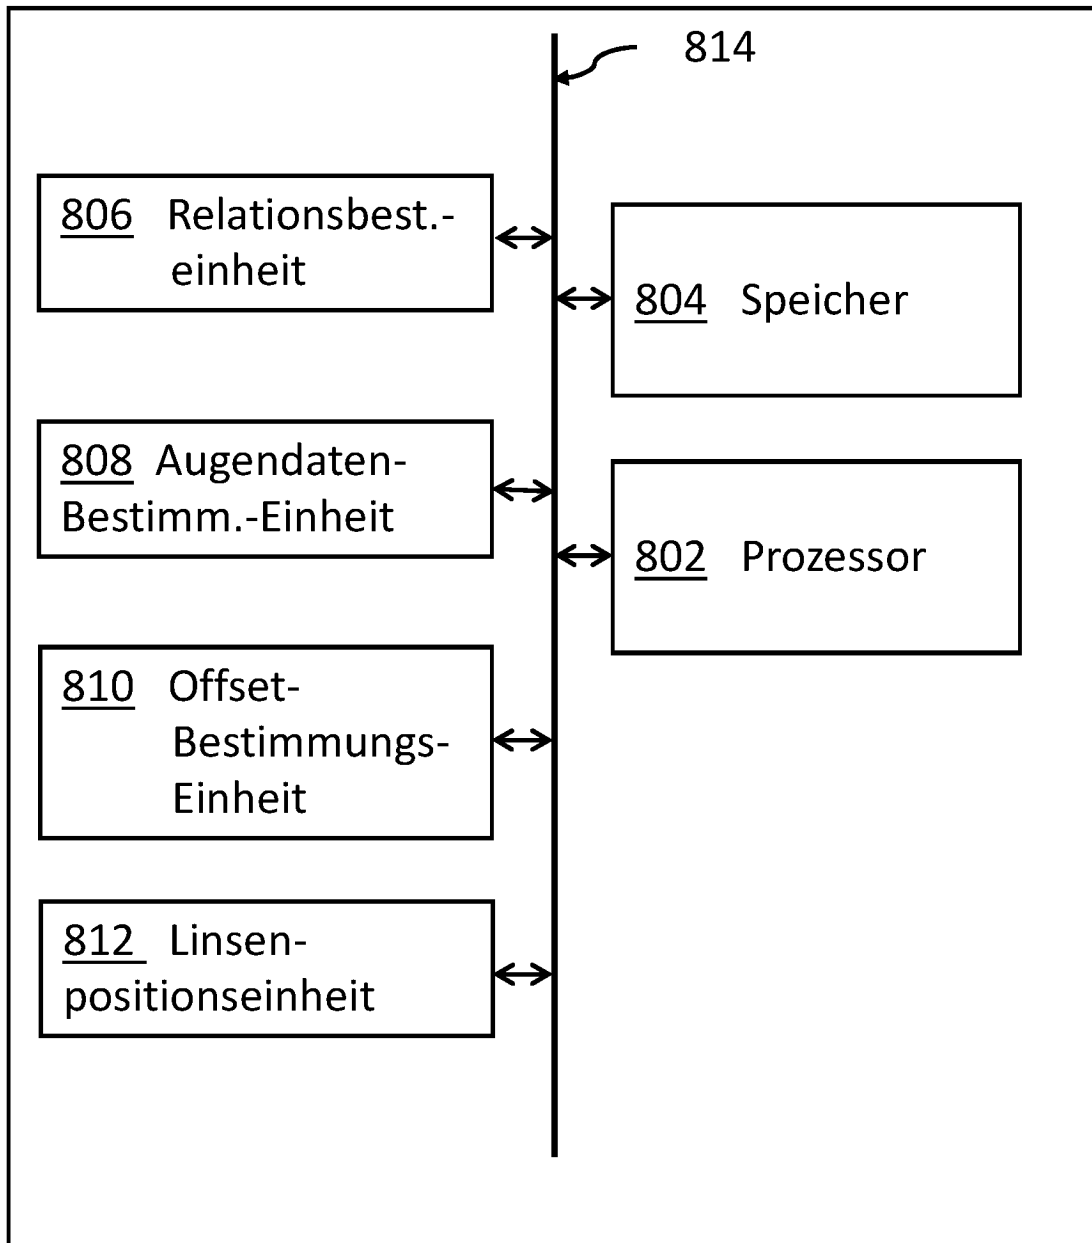 814
806 Relationsbest.-
einheit
804 Speicher
808 Augendaten-
Bestimm.-Einheit
802 Prozessor
810 Offset-
Bestimmungs-
Einheit
812 Linsen-
positionseinheit